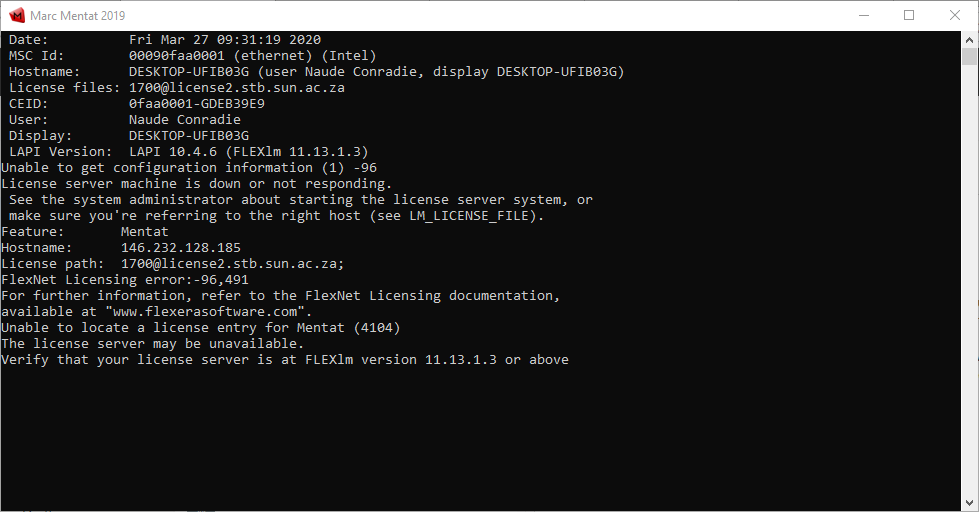 Marc Mentat 2019
Date: Fri Mar 27 09:31:19 2020
MSC Id: 00090faa0001 (ethernet) (Intel)
Hostname: DESKTOP-UFIB03G (user Naude Conradie, display DESKTOP-UFIB03G)
License files: 1700@license2.stb.sun.ac.za
CEID: 0faa0001-GDEB39E9
User: Naude Conradie
Display: DESKTOP-UFIB03G
LAPI Version: LAPI 10.4.6 (FLEXlm 11.13.1.3)
Unable to get configuration information (1) -96
License server machine is down or not responding.
See the system administrator about starting the license server system, or
make sure you're referring to the right host (see LM_LICENSE_FILE).
Feature: Mentat
Hostname: 146.232.128.185
License path: 1700@license2.stb.sun.ac.za;
FlexNet Licensing error:-96,491
For further information, refer to the FlexNet Licensing documentation,
available at "www.flexerasoftware.com".
Unable to locate a license entry for Mentat (4104)
The license server may be unavailable.
Verify that your license server is at FLEXlm version 11.13.1.3 or above